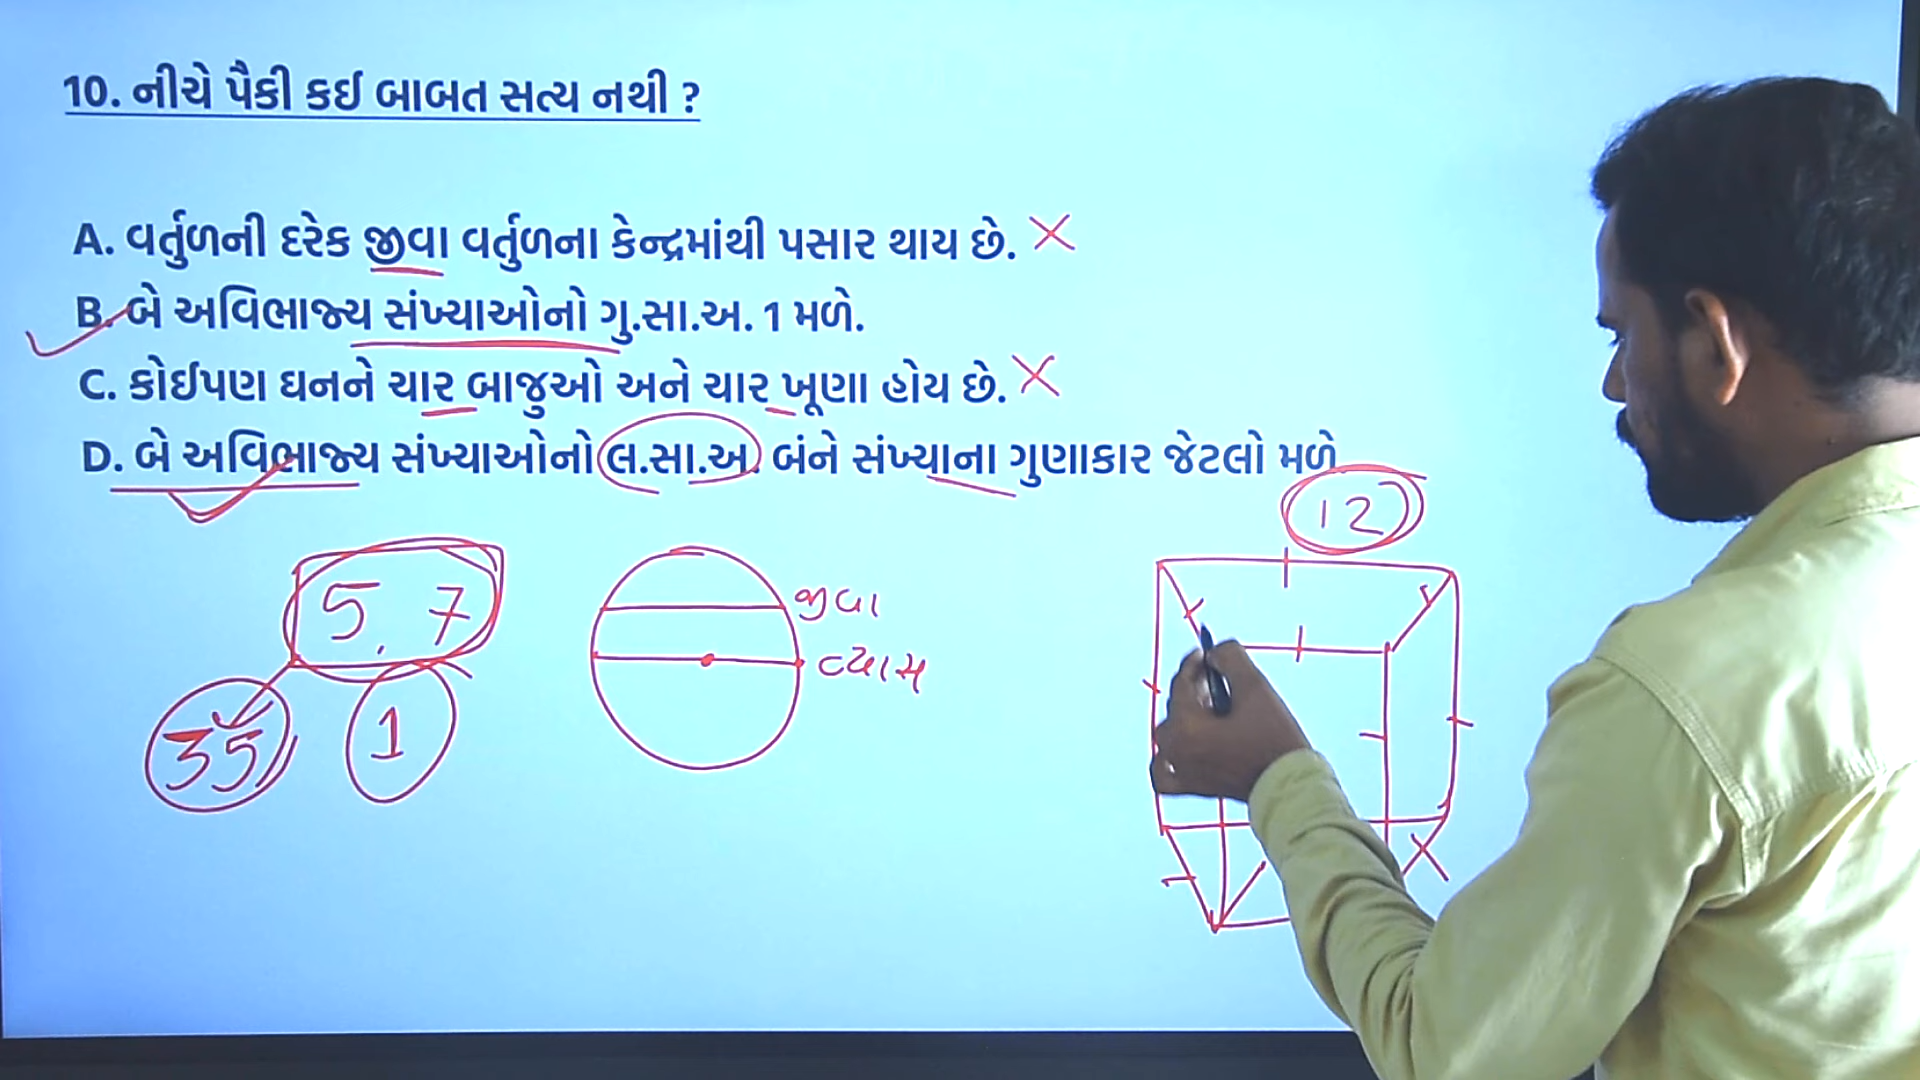 10. નીચે પૈકી કઈ બાબત સત્ય નથી ?
A. વર્તુળની દરેક જીવા વર્તુળના કેન્દ્રમાંથી પસાર થાય છે.
B. બે અવિભાજ્ય સંખ્યાઓનો ગુ.સા.અ. 1 મળે.
C. કોઈપણ ઘનને ચાર બાજુઓ અને ચાર ખૂણા હોય છે.
D. બે અવિભાજ્ય સંખ્યાઓનો લ.સા.અ. બંને સંખ્યાના ગુણાકાર જેટલો મળે
12
5, 7
જીવા
વ્યાસ
35
1